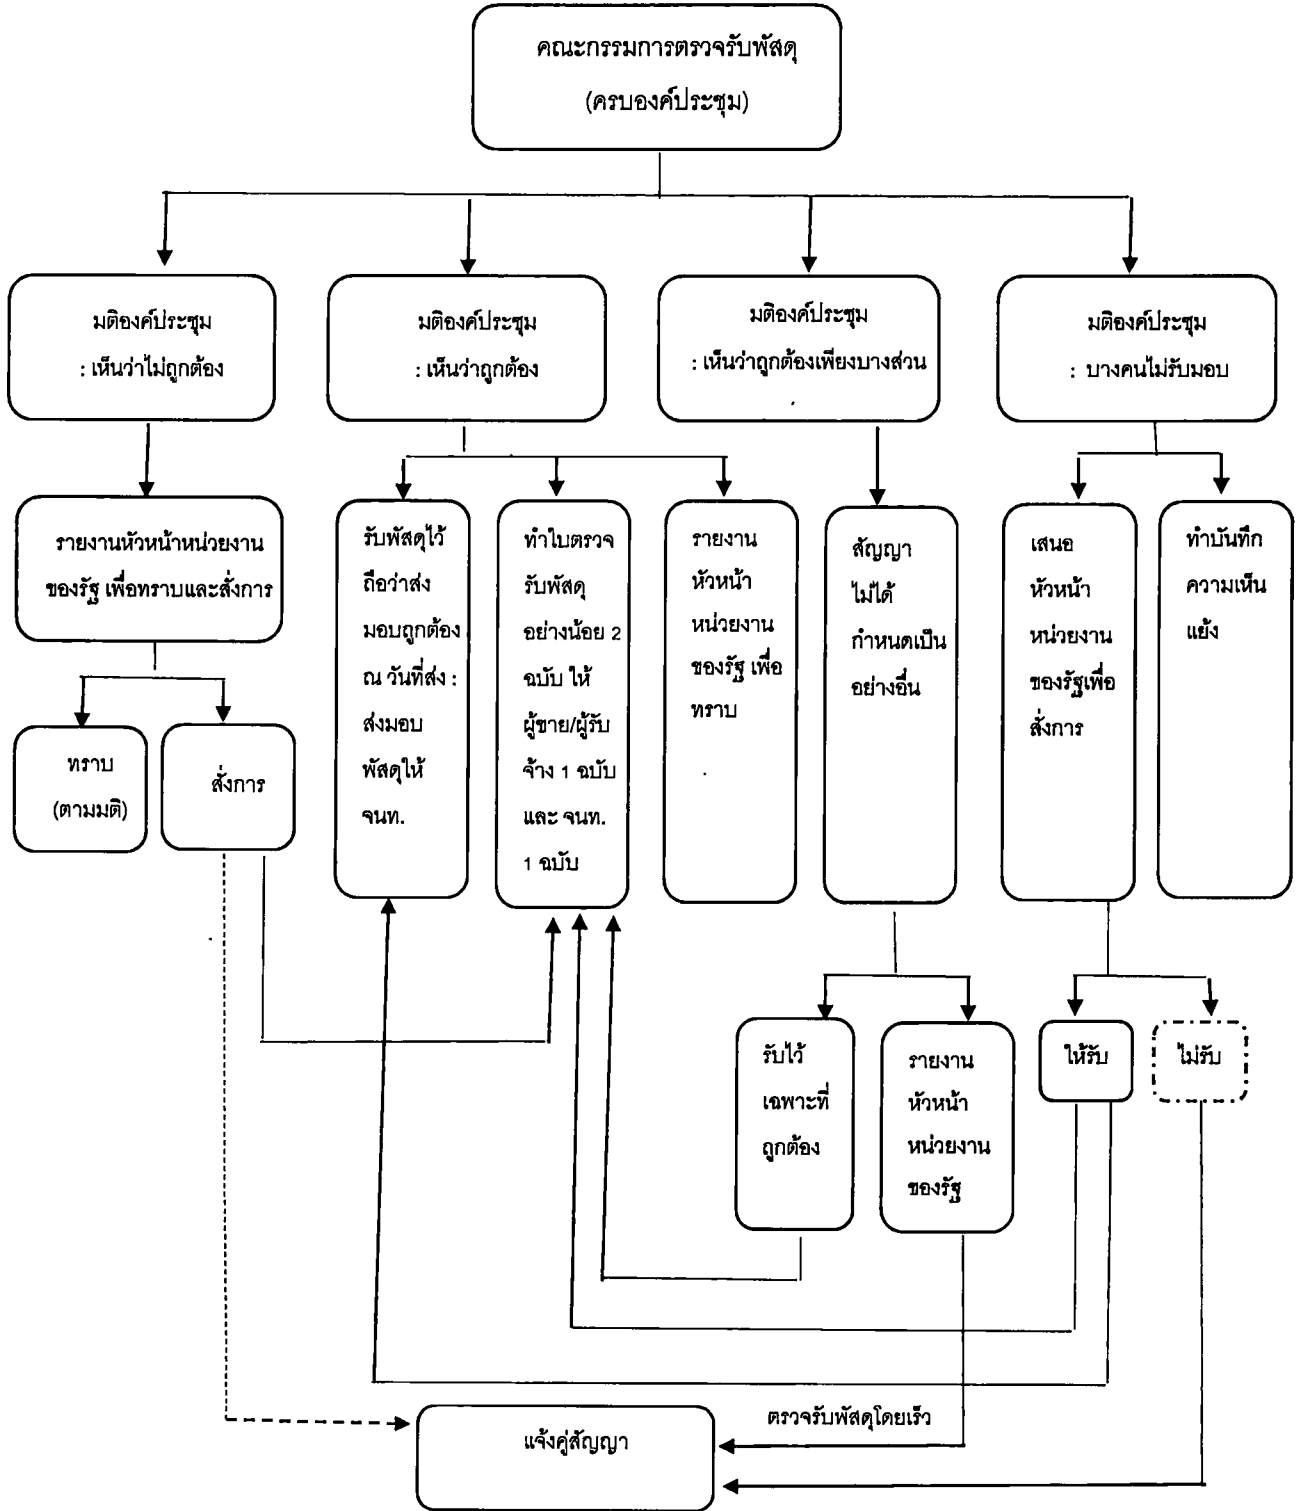 คณะกรรมการตรวจรับพัสดุ
(ครบองค์ประชุม)
มติองค์ประชุม
: เห็นว่าไม่ถูกต้อง
มติองค์ประชุม
: เห็นว่าถูกต้อง
มติองค์ประชุม
: เห็นว่าถูกต้องเพียงบางส่วน
มติองค์ประชุม
: บางคนไม่รับมอบ
รายงานหัวหน้าหน่วยงาน
ของรัฐ เพื่อทราบและสั่งการ
ทราบ
(ตามมติ)
สั่งการ
รับพัสดุไว้
ถือว่าส่ง
มอบถูกต้อง
ณ วันที่ส่ง :
ส่งมอบ
พัสดุให้
จนท.
ทำใบตรวจ
รับพัสดุ
อย่างน้อย 2
ฉบับ ให้
ผู้ขาย/ผู้รับ
จ้าง 1 ฉบับ
และ จนท.
1 ฉบับ
รายงาน
หัวหน้า
หน่วยงาน
ของรัฐ เพื่อ
ทราบ
สัญญา
ไม่ได้
กำหนดเป็น
อย่างอื่น
เสนอ
หัวหน้า
หน่วยงาน
ของรัฐเพื่อ
สั่งการ
ทำบันทึก
ความเห็น
แย้ง
รับไว้
เฉพาะที่
ถูกต้อง
รายงาน
หัวหน้า
หน่วยงาน
ของรัฐ
ให้รับ
ไม่รับ
ตรวจรับพัสดุโดยเร็ว
แจ้งคู่สัญญา